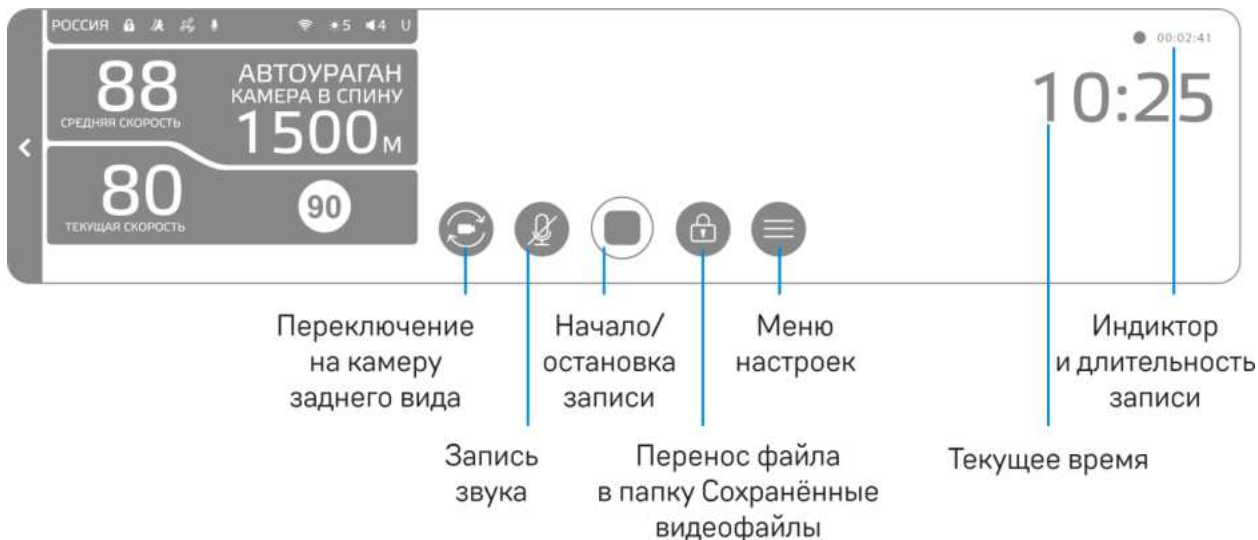 РОССИЯ
5 4 U
00:02:41
10:25
88
СРЕДНЯЯ СКОРОСТЬ
АВТОУРАГАН
КАМЕРА В СПИНУ
1500 м
80
ТЕКУЩАЯ СКОРОСТЬ
90
Переключение
на камеру
заднего вида
Начало/
остановка
записи
Меню
настроек
Индиктор
и длительность
записи
Запись
звука
Перенос файла
в папку Сохранённые
видеофайлы
Текущее время